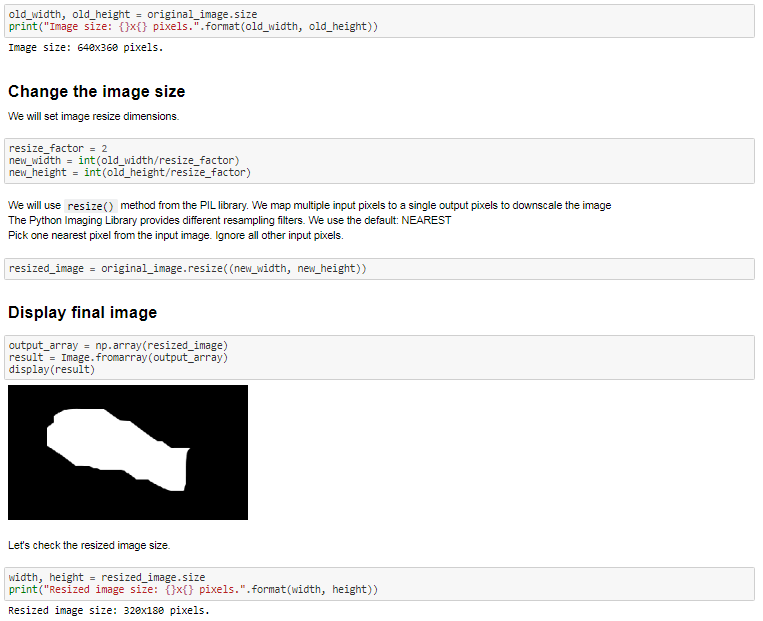 old_width, old_height = original_image.size
print("Image size: {}x{} pixels.".format(old_width, old_height))
Image size: 640x360 pixels.
Change the image size
We will set image resize dimensions.
resize_factor = 2
new_width = int(old_width/resize_factor)
new_height = int(old_height/resize_factor)
We will use resize() method from the PIL library. We map multiple input pixels to a single output pixels to downscale the image
The Python Imaging Library provides different resampling filters. We use the default: NEAREST
Pick one nearest pixel from the input image. Ignore all other input pixels.
resized_image = original_image.resize((new_width, new_height))
Display final image
output_array = np.array(resized_image)
result = Image.fromarray(output_array)
display(result)
Let's check the resized image size.
width, height = resized_image.size
print("Resized image size: {}x{} pixels.".format(width, height))
Resized image size: 320x180 pixels.